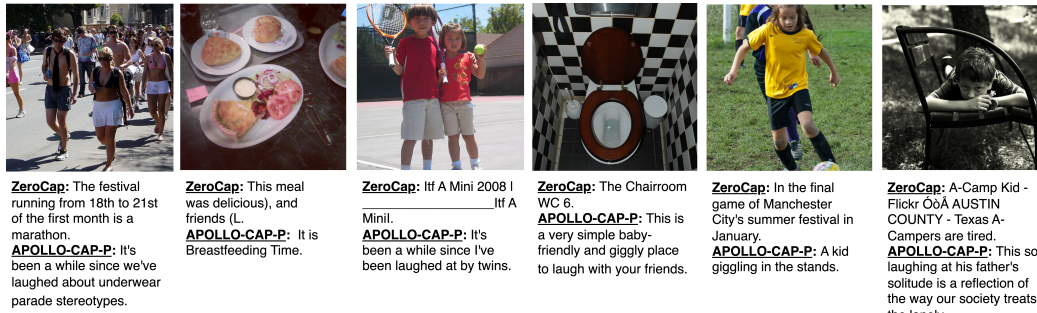 ZeroCap: The festival
running from 18th to 21st
of the first month is a
marathon.
APOLLO-CAP-P: It's
been a while since we've
laughed about underwear
parade stereotypes.
ZeroCap: This meal
was delicious), and
friends (L.
APOLLO-CAP-P: It is
Breastfeeding Time.
ZeroCap: Itf A Mini 2008 l
____________________Itf A
Minil.
APOLLO-CAP-P: It's
been a while since I've
been laughed at by twins.
ZeroCap: The Chairroom
WC 6.
APOLLO-CAP-P: This is
a very simple baby-
friendly and giggly place
to laugh with your friends.
ZeroCap: In the final
game of Manchester
City's summer festival in
January.
APOLLO-CAP-P: A kid
giggling in the stands.
ZeroCap: A-Camp Kid -
Flickr ÓòÅ AUSTIN
COUNTY - Texas A-
Campers are tired.
APOLLO-CAP-P: This so
laughing at his father's
solitude is a reflection of
the way our society treats